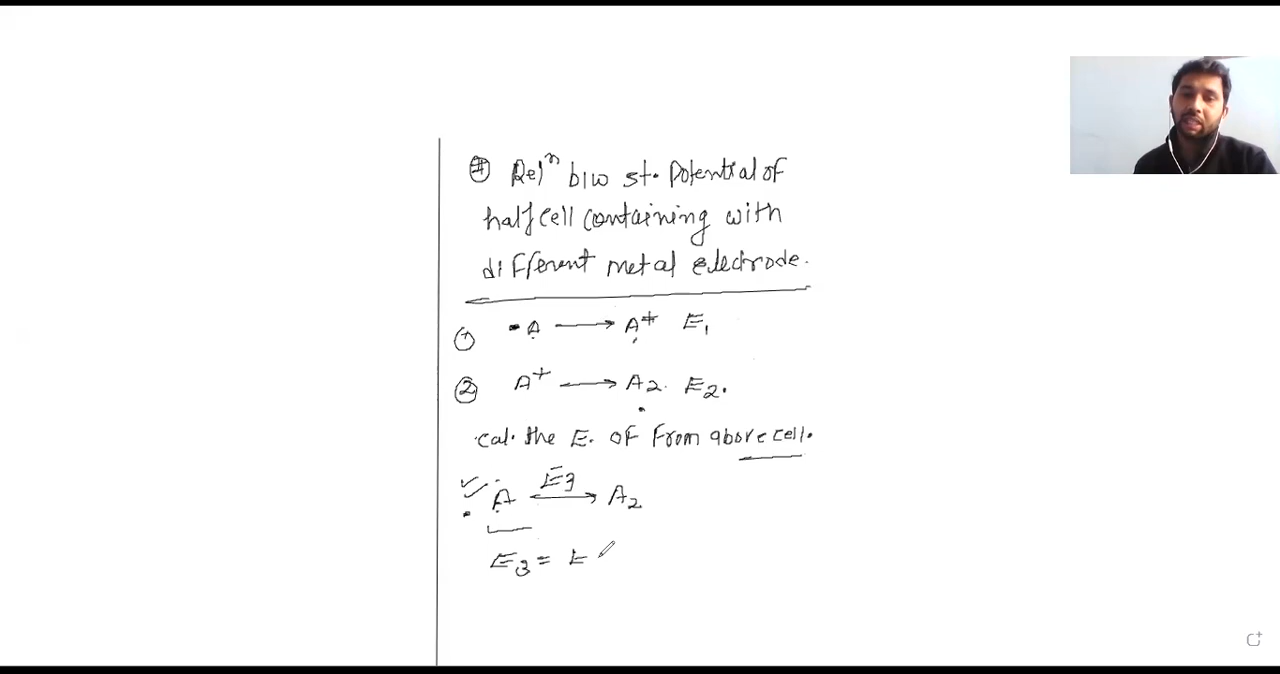 # Relⁿ b/w st. Potential of
half cell containing with
different metal electrode.
① A ⟶ A⁺ E₁
② A⁺ ⟶ A₂. E₂.
cal. the E. of From above cell.
A ⟷ A₂
E₃
E₃ = E